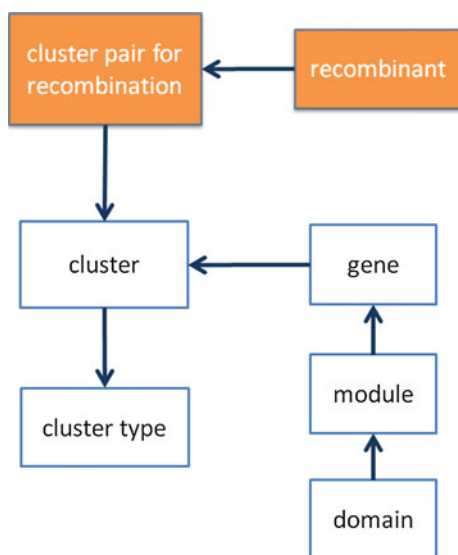 cluster pair for
recombination
recombinant
cluster
gene
cluster type
module
domain